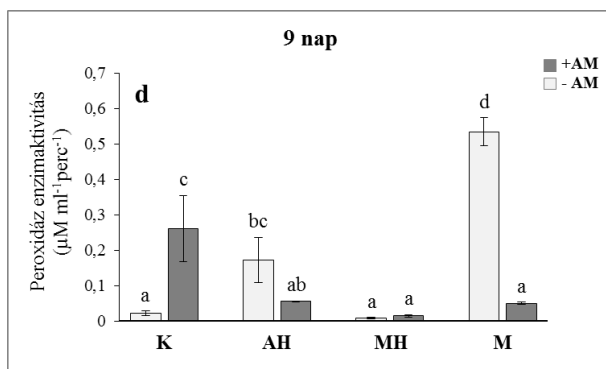 9 nap
+AM
- AM
d
Peroxidáz enzimaktivitás
(µM ml⁻¹perc⁻¹)
0,7
0,6
0,5
0,4
0,3
0,2
0,1
0
a
c
bc
ab
a
a
d
a
K
AH
MH
M